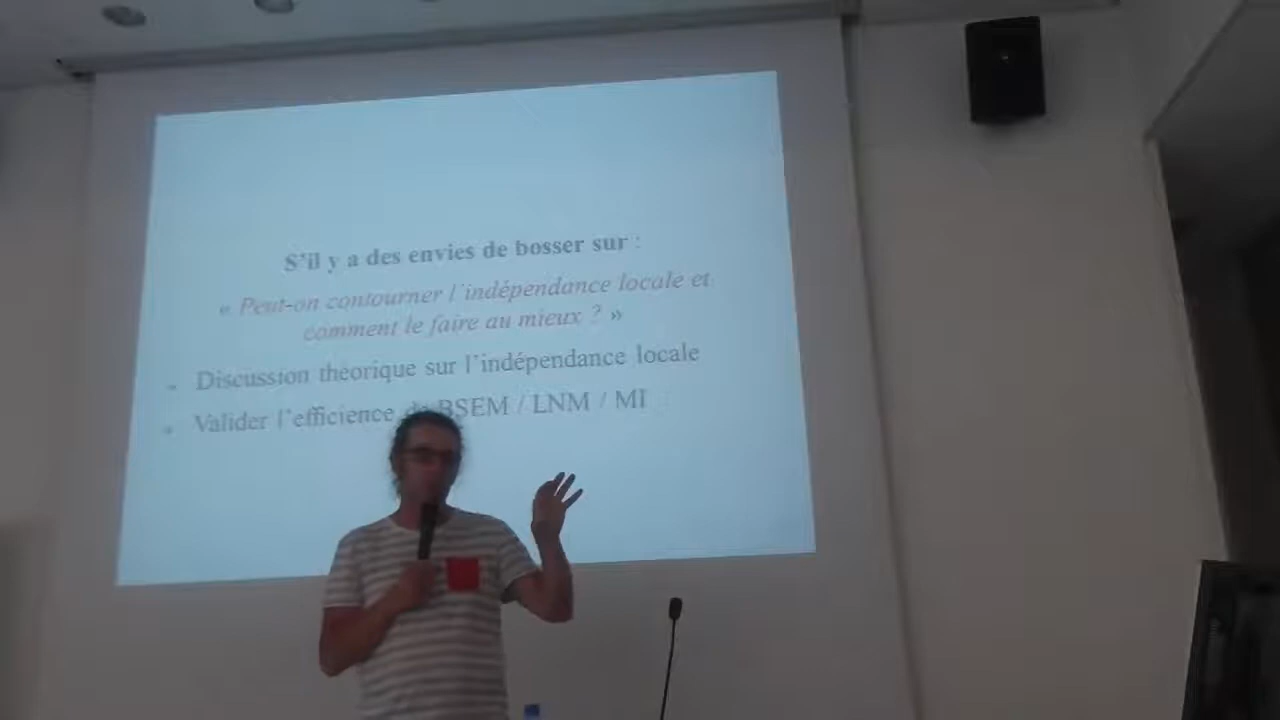 S'il y a des envies de bosser sur :
« Peut-on contourner l'indépendance locale et
comment le faire au mieux ? »
- Discussion théorique sur l'indépendance locale
- Valider l'efficience de BSEM / LNM / MI